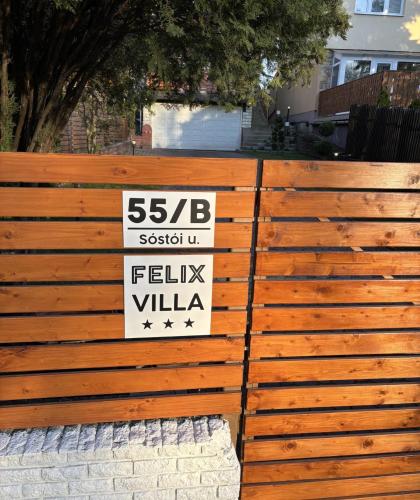 55/B
Sóstói u.
FELIX
VILLA
★ ★ ★